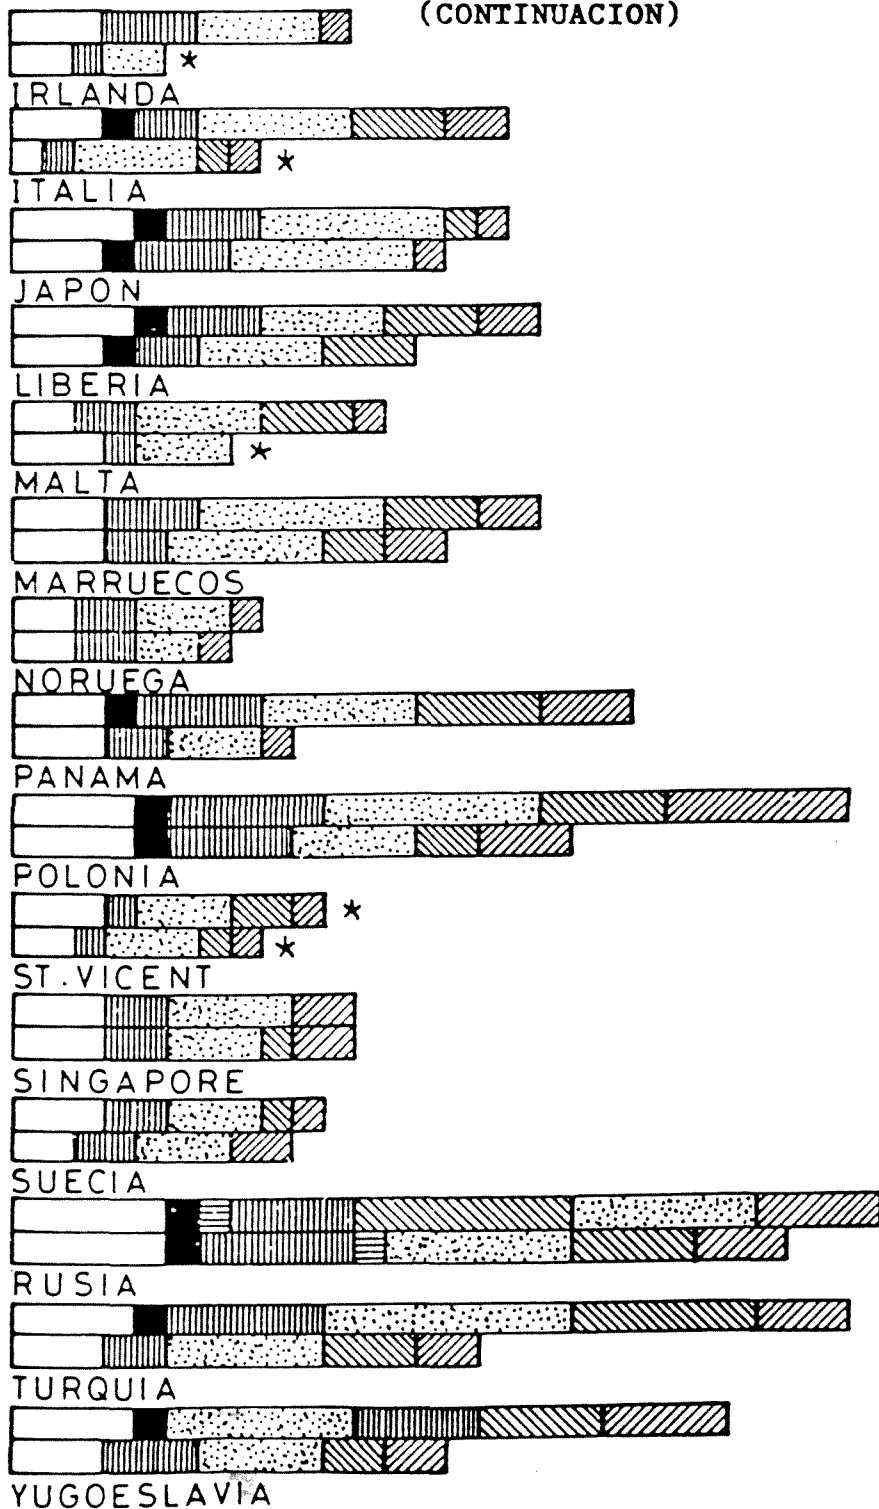 (CONTINUACION)
★
IRLANDA
★
ITALIA
JAPON
LIBERIA
★
MALTA
MARRUECOS
NORUEGA
PANAMA
POLONIA
★
★
ST.VICENT
SINGAPORE
SUECIA
RUSIA
TURQUIA
YUGOESLAVIA